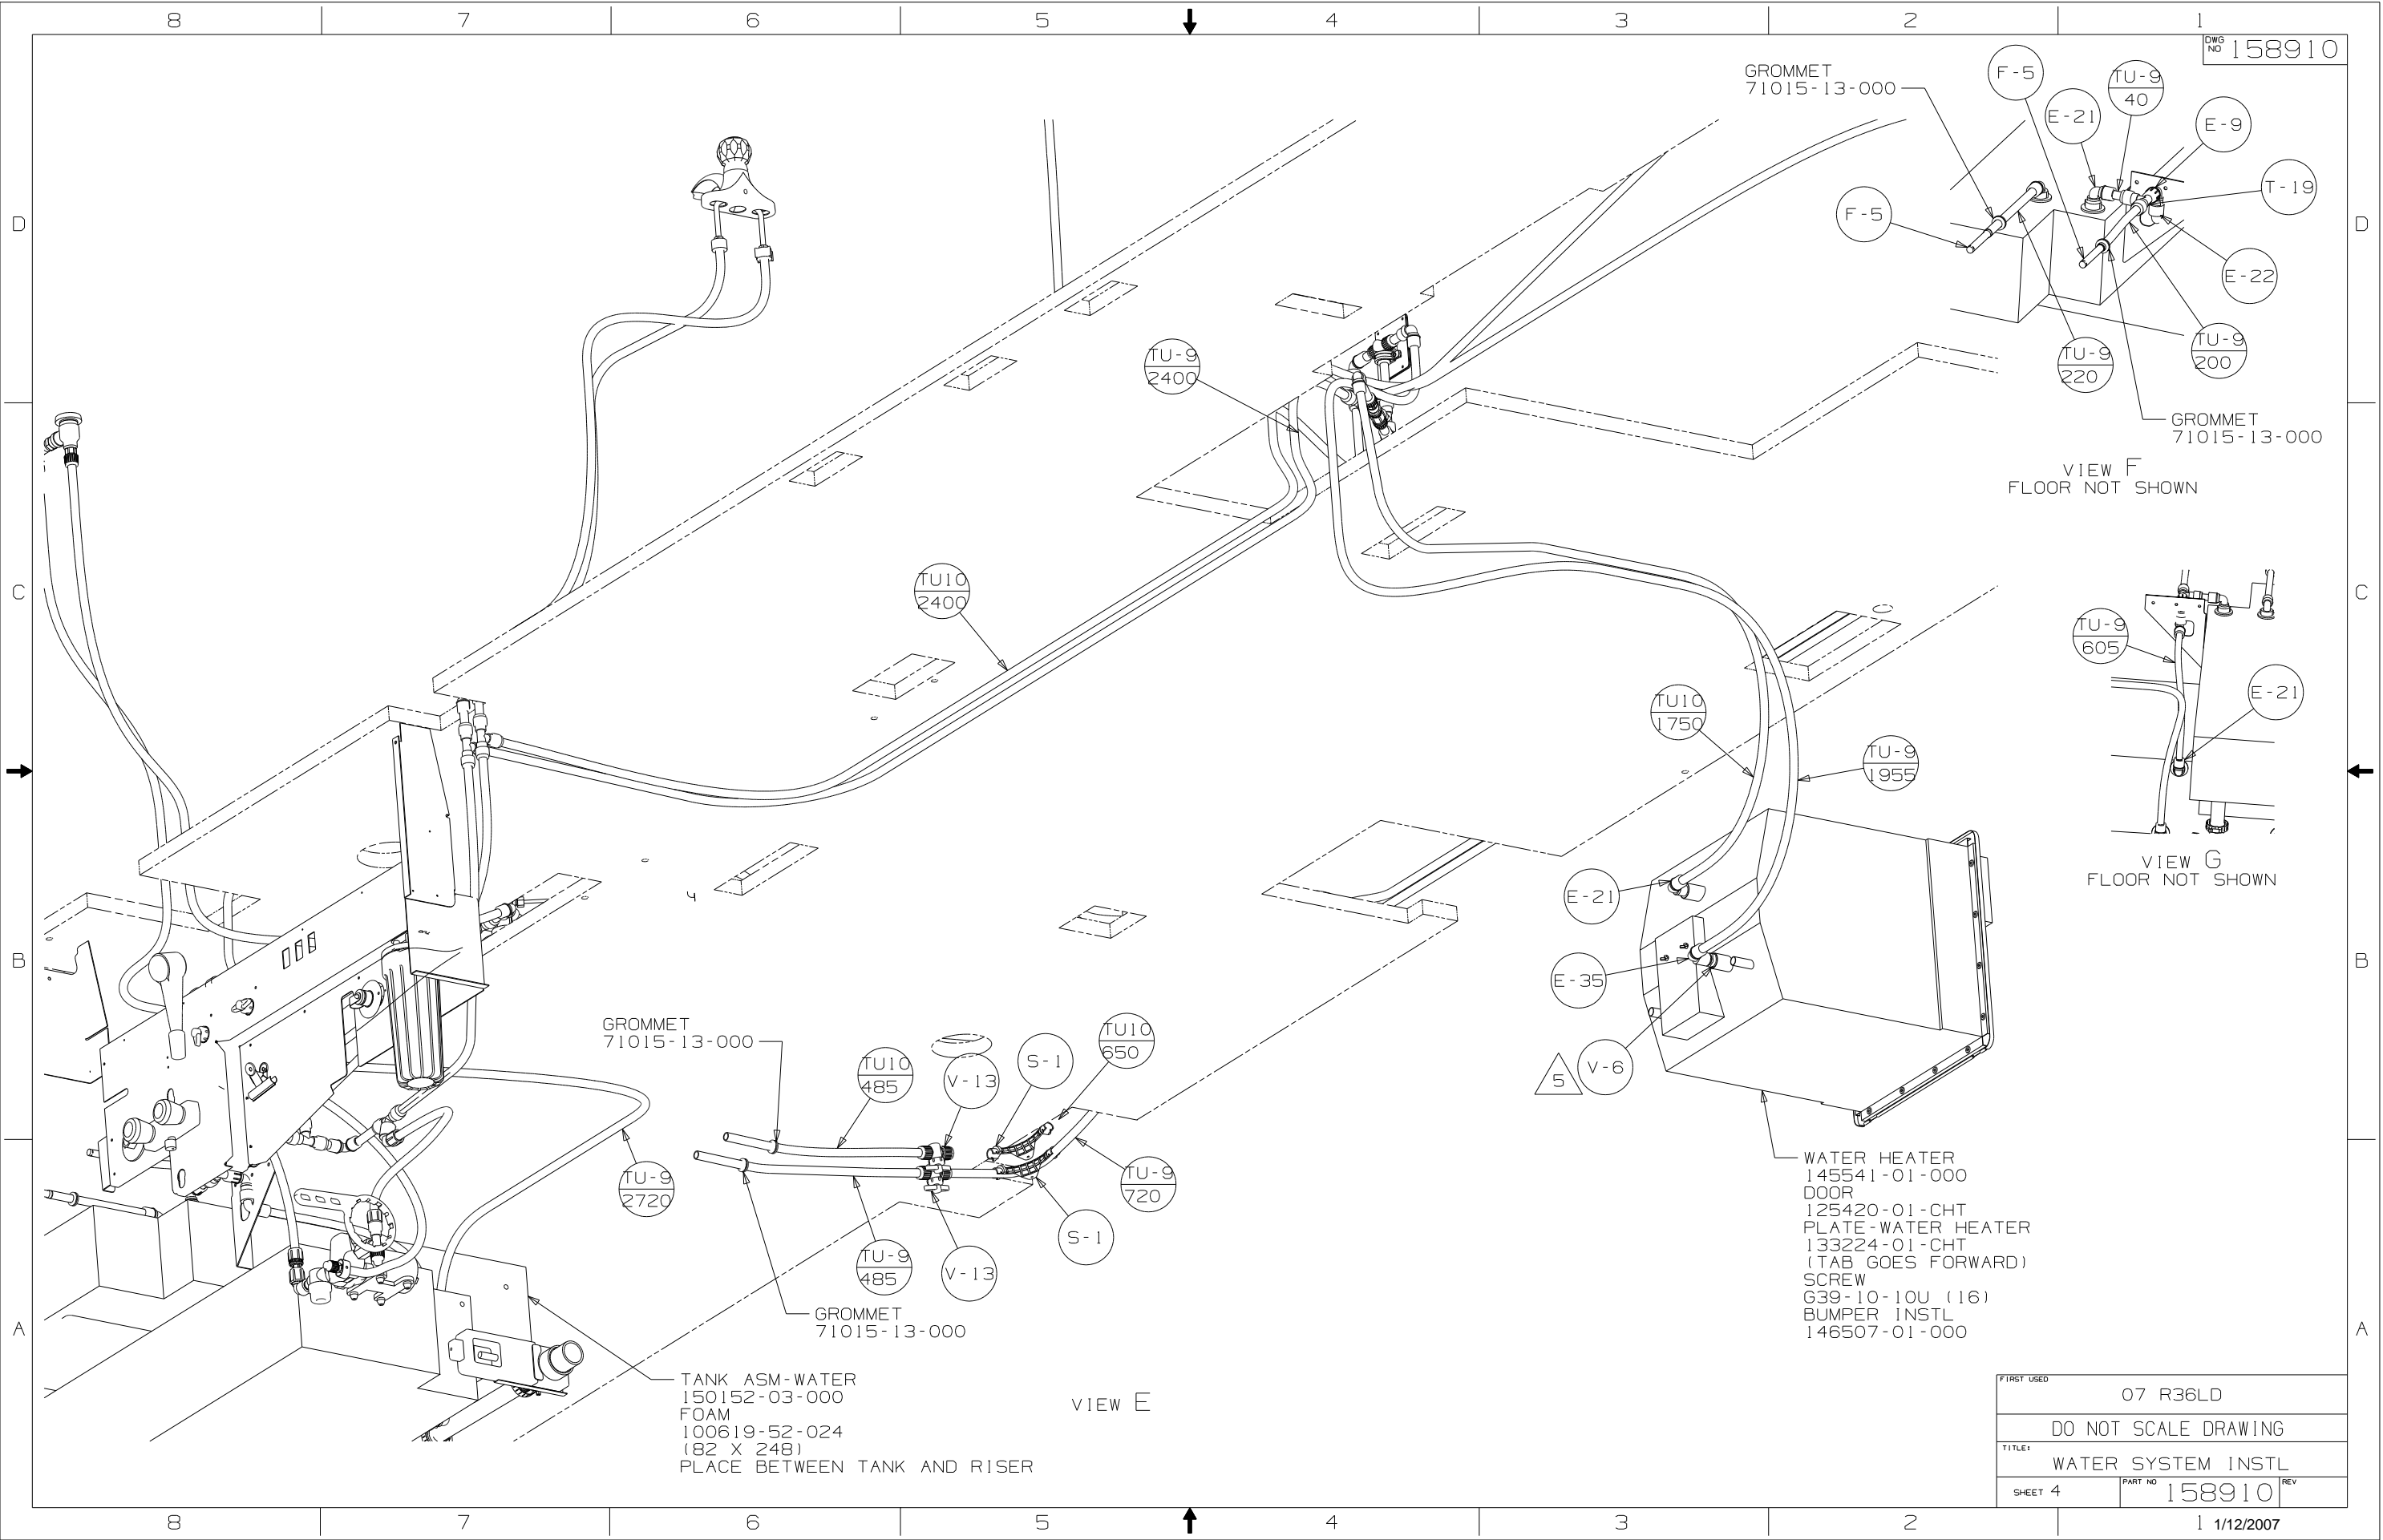 8 7 6 5 4 3 2 1
DWG NO 158910
GROMMET
71015-13-000
F-5
TU-9
40
E-21
E-9
T-19
F-5
E-22
TU-9
220
TU-9
200
GROMMET
71015-13-000
VIEW F
FLOOR NOT SHOWN
D
D
TU-9
2400
C
C
TU10
2400
TU-9
605
E-21
TU10
1750
TU-9
1955
VIEW G
FLOOR NOT SHOWN
E-21
E-35
5
V-6
B
B
GROMMET
71015-13-000
TU10
485
V-13
S-1
TU10
650
TU-9
2720
TU-9
720
TU-9
485
V-13
S-1
GROMMET
71015-13-000
WATER HEATER
145541-01-000
DOOR
125420-01-CHT
PLATE-WATER HEATER
133224-01-CHT
(TAB GOES FORWARD)
SCREW
G39-10-10U (16)
BUMPER INSTL
146507-01-000
A
A
TANK ASM-WATER
150152-03-000
FOAM
100619-52-024
(82 X 248)
PLACE BETWEEN TANK AND RISER
VIEW E
FIRST USED
07 R36LD
DO NOT SCALE DRAWING
TITLE:
WATER SYSTEM INSTL
SHEET 4
PART NO 158910
REV
8 7 6 5 4 3 2 1
1/12/2007